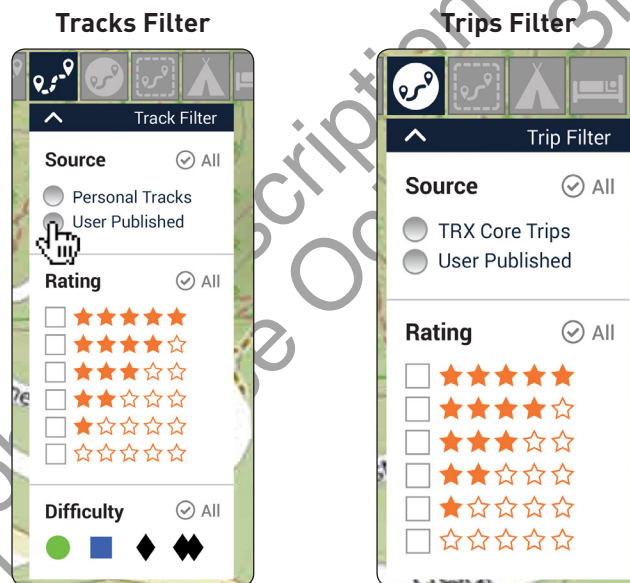 Tracks Filter
Track Filter
Source All
Personal Tracks
User Published
Rating All
Difficulty All
Trips Filter
Trip Filter
Source All
TRX Core Trips
User Published
Rating All